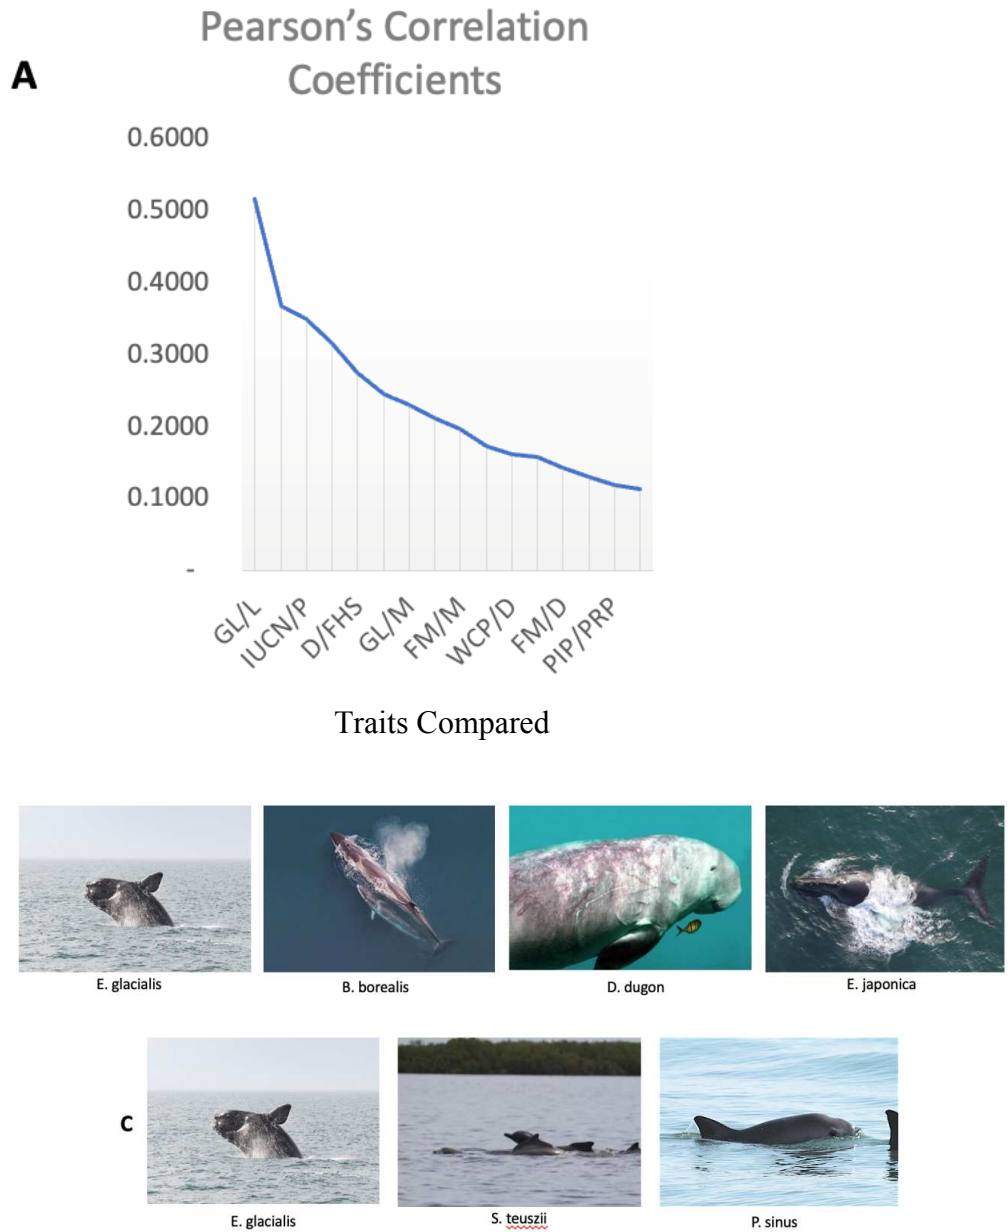 Pearson's Correlation
Coefficients
A
0.6000
0.5000
0.4000
0.3000
0.2000
0.1000
-
GL/L
IUCN/P
D/FHS
GL/M
FM/M
WCP/D
FM/D
PIP/PRP
Traits Compared
E. glacialis
B. borealis
D. dugon
E. japonica
C
E. glacialis
S. teuszii
P. sinus